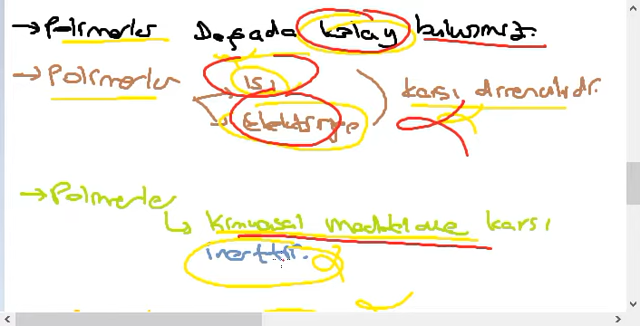 → Polimerler Doğada kolay bulunmaz.
→ Polimerler ısı
Elektriğe karşı dirençlidir.
→ Polimerler
↳ Kimyasal maddelere karşı
inerttir.